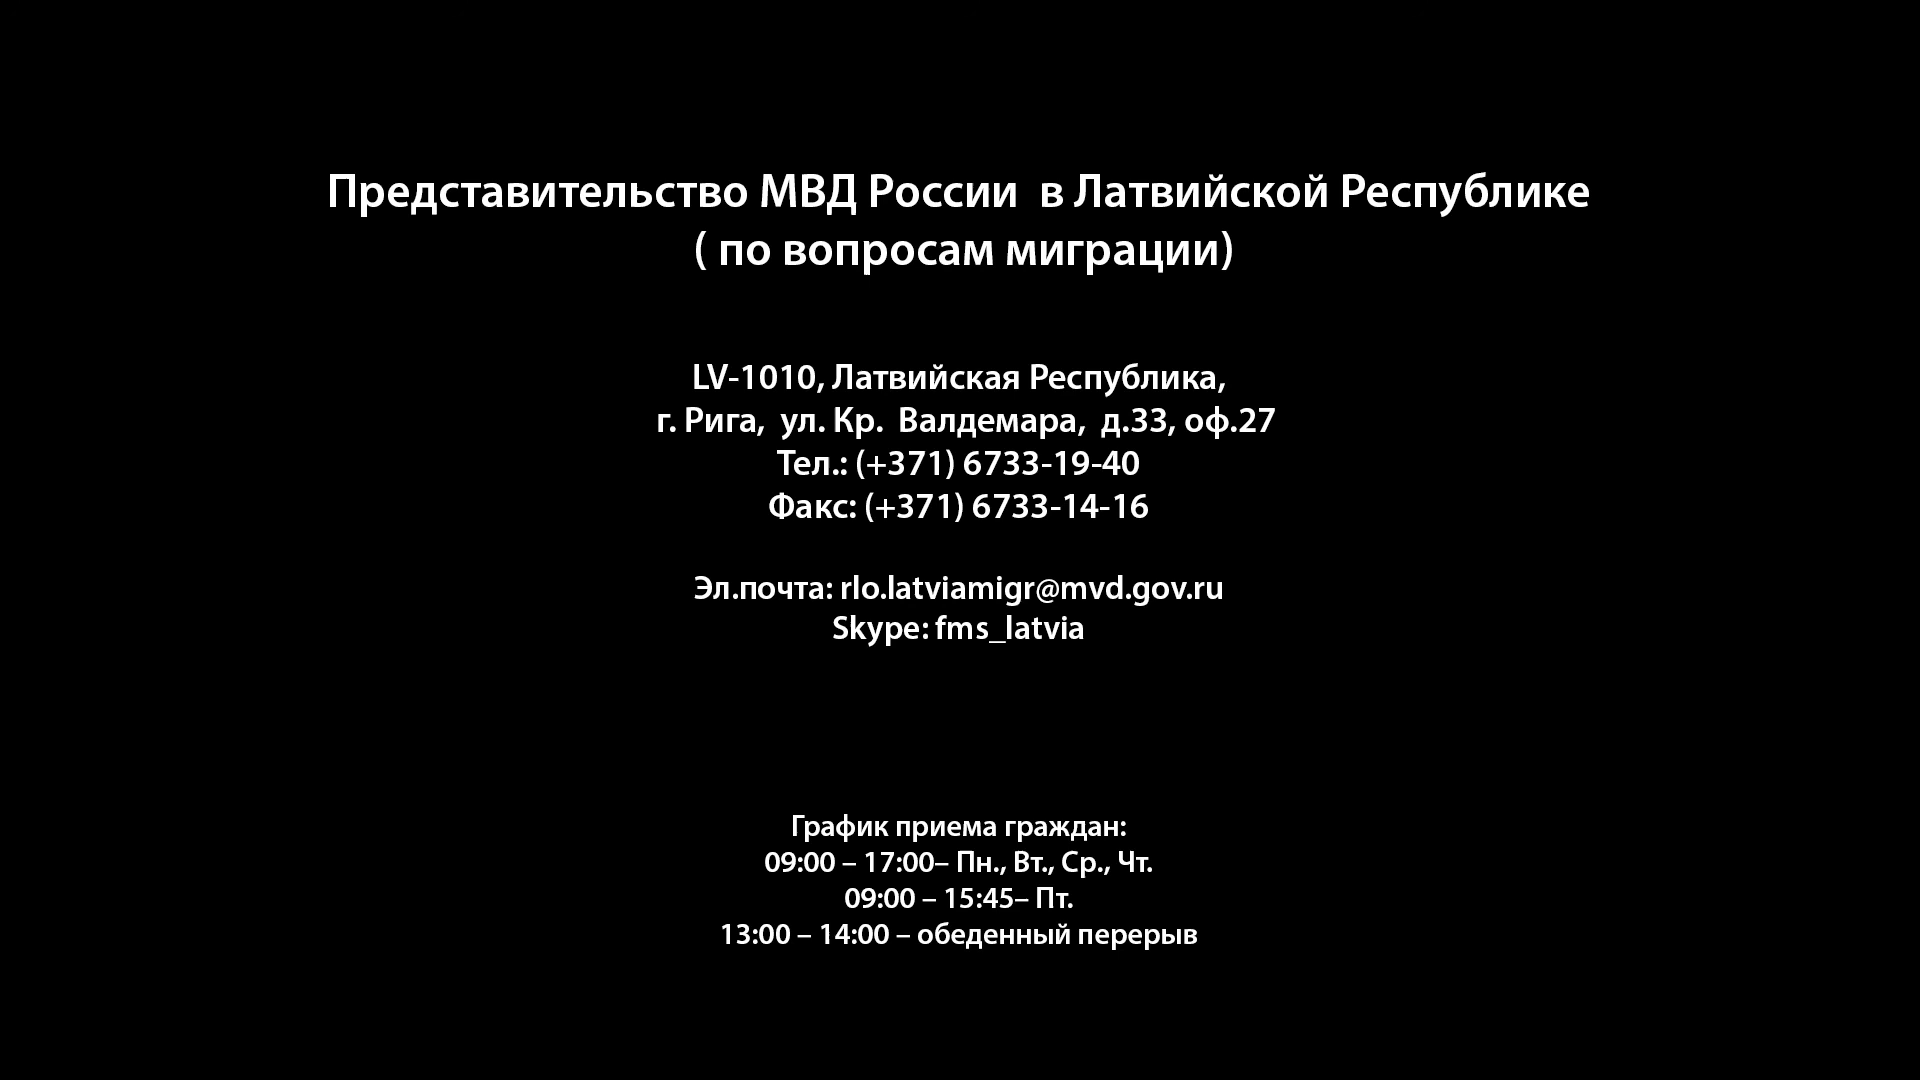 Представительство МВД России  в Латвийской Республике
( по вопросам миграции)
LV-1010, Латвийская Республика,
г. Рига,  ул. Кр.  Валдемара,  д.33, оф.27
Тел.: (+371) 6733-19-40
Факс: (+371) 6733-14-16
Эл.почта: rlo.latviamigr@mvd.gov.ru
Skype: fms_latvia
График приема граждан:
09:00 – 17:00– Пн., Вт., Ср., Чт.
09:00 – 15:45– Пт.
13:00 – 14:00 – обеденный перерыв